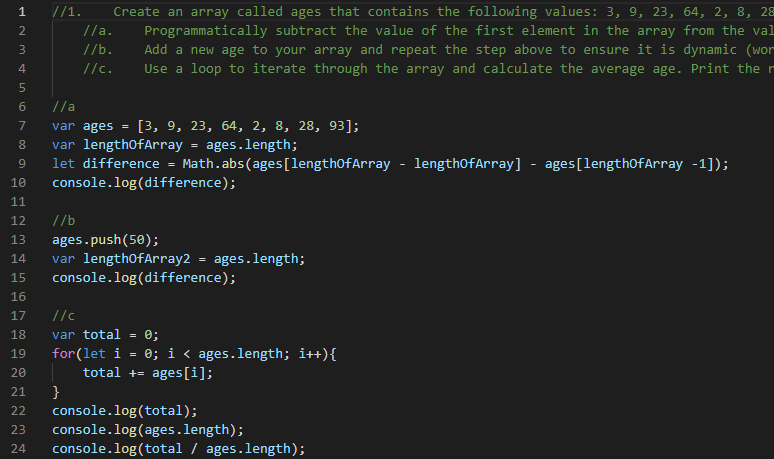 1 //1. Create an array called ages that contains the following values: 3, 9, 23, 64, 2, 8, 28
2 //a. Programmatically subtract the value of the first element in the array from the val
3 //b. Add a new age to your array and repeat the step above to ensure it is dynamic (wor
4 //c. Use a loop to iterate through the array and calculate the average age. Print the r
5
6 //a
7 var ages = [3, 9, 23, 64, 2, 8, 28, 93];
8 var lengthOfArray = ages.length;
9 let difference = Math.abs(ages[lengthOfArray - lengthOfArray] - ages[lengthOfArray -1]);
10 console.log(difference);
11
12 //b
13 ages.push(50);
14 var lengthOfArray2 = ages.length;
15 console.log(difference);
16
17 //c
18 var total = 0;
19 for(let i = 0; i < ages.length; i++){
20 total += ages[i];
21 }
22 console.log(total);
23 console.log(ages.length);
24 console.log(total / ages.length);